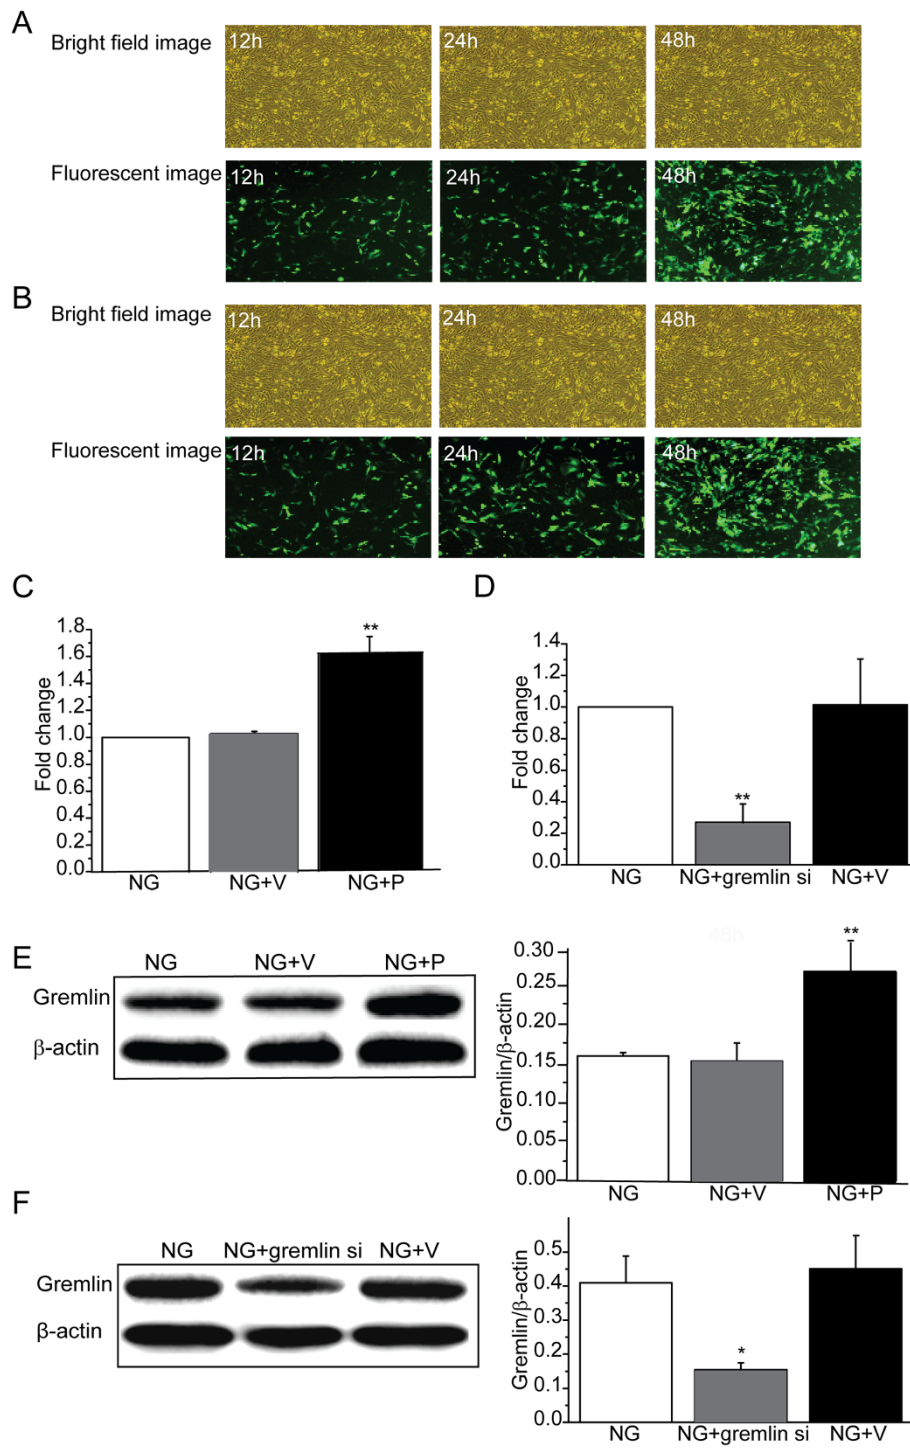 A
Bright field image
12h 24h 48h
Fluorescent image
12h 24h 48h
B
Bright field image
12h 24h 48h
Fluorescent image
12h 24h 48h
C
Fold change
1.8
1.6
1.4
1.2
1.0
0.8
0.6
0.4
0.2
0.0
**
NG NG+V NG+P
D
Fold change
1.4
1.2
1.0
0.8
0.6
0.4
0.2
0.0
**
NG NG+gremlin si NG+V
E
NG NG+V NG+P
Gremlin
β-actin
48h
Gremlin/β-actin
0.30
0.25
0.20
0.15
0.10
0.05
0.00
**
NG NG+V NG+P
F
NG NG+gremlin si NG+V
Gremlin
β-actin
Gremlin/β-actin
0.5
0.4
0.3
0.2
0.1
0.0
*
NG NG+gremlin si NG+V